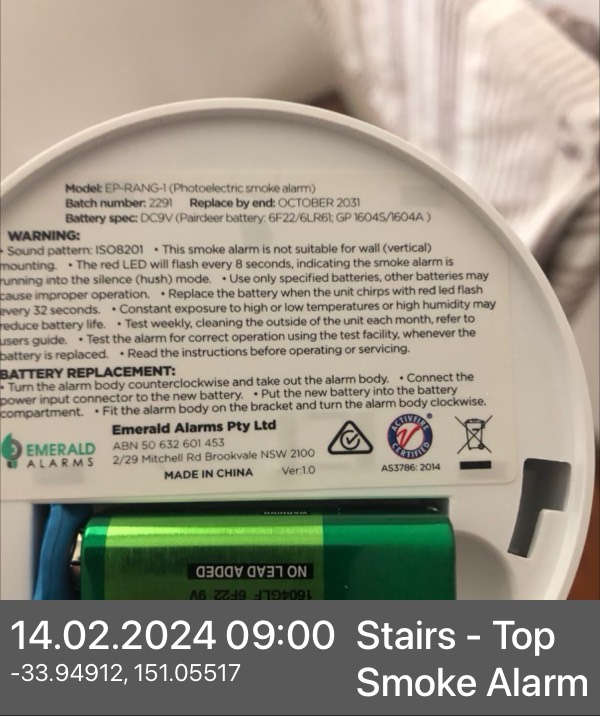 Model: EP-RANG-1 (Photoelectric smoke alarm)
Batch number: 2291 Replace by end: OCTOBER 2031
Battery spec: DC9V (Pairdeer battery: 6F22/6LR61; GP 1604S/1604A )
WARNING:
• Sound pattern: ISO8201 • This smoke alarm is not suitable for wall (vertical)
mounting. • The red LED will flash every 8 seconds, indicating the smoke alarm is
running into the silence (hush) mode. • Use only specified batteries, other batteries may
cause improper operation. • Replace the battery when the unit chirps with red led flash
every 32 seconds. • Constant exposure to high or low temperatures or high humidity may
reduce battery life. • Test weekly, cleaning the outside of the unit each month, refer to
users guide. • Test the alarm for correct operation using the test facility, whenever the
battery is replaced. • Read the instructions before operating or servicing.
BATTERY REPLACEMENT:
• Turn the alarm body counterclockwise and take out the alarm body. • Connect the
power input connector to the new battery. • Put the new battery into the battery
compartment. • Fit the alarm body on the bracket and turn the alarm body clockwise.
EMERALD
ALARMS
Emerald Alarms Pty Ltd
ABN 50 632 601 453
2/29 Mitchell Rd Brookvale NSW 2100
MADE IN CHINA Ver:1.0
ACTIVFIRE
CERTIFIED
AS3786: 2014
WARNING
NO LEAD ADDED
1604GLF 6F22 9V
14.02.2024 09:00
-33.94912, 151.05517
Stairs - Top
Smoke Alarm